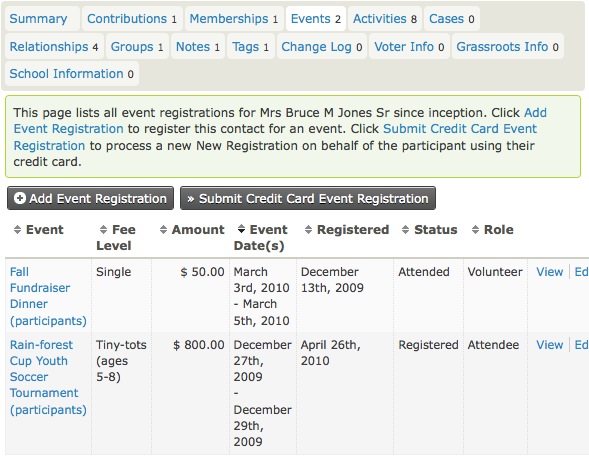 Summary Contributions 1 Memberships 1 Events 2 Activities 8 Cases 0
Relationships 4 Groups 1 Notes 1 Tags 1 Change Log 0 Voter Info 0 Grassroots Info 0
School Information 0
This page lists all event registrations for Mrs Bruce M Jones Sr since inception. Click Add
Event Registration to register this contact for an event. Click Submit Credit Card Event
Registration to process a new New Registration on behalf of the participant using their
credit card.
Add Event Registration » Submit Credit Card Event Registration
Event Fee Level Amount Event Date(s) Registered Status Role
Fall Fundraiser Dinner (participants) Single $ 50.00 March 3rd, 2010 - March 5th, 2010 December 13th, 2009 Attended Volunteer View Ed
Rain-forest Cup Youth Soccer Tournament (participants) Tiny-tots (ages 5-8) $ 800.00 December 27th, 2009 - December 29th, 2009 April 26th, 2010 Registered Attendee View Ed